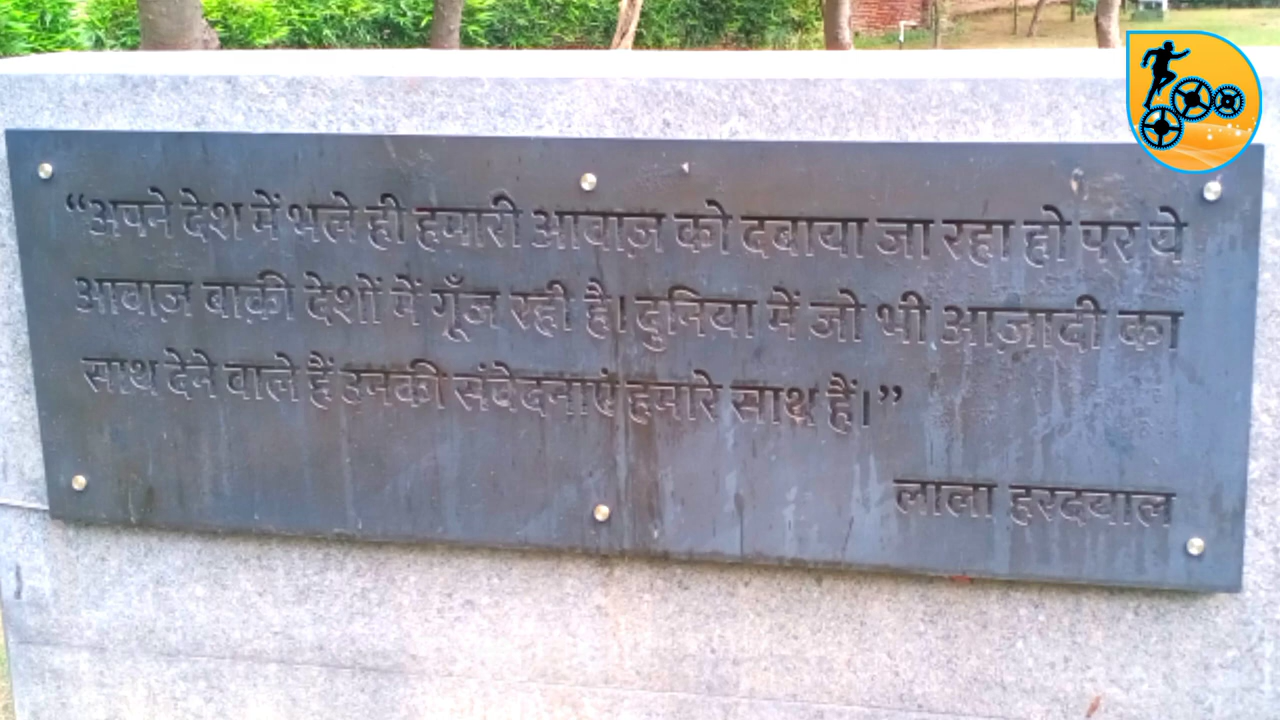 “अपने देश में भले ही हमारी आवाज़ को दबाया जा रहा हो पर ये
आवाज़ बाक़ी देशों में गूँज रही है। दुनिया में जो भी आज़ादी का
साथ देने वाले हैं उनकी संवेदनाएं हमारे साथ हैं।”
लाला हरदयाल